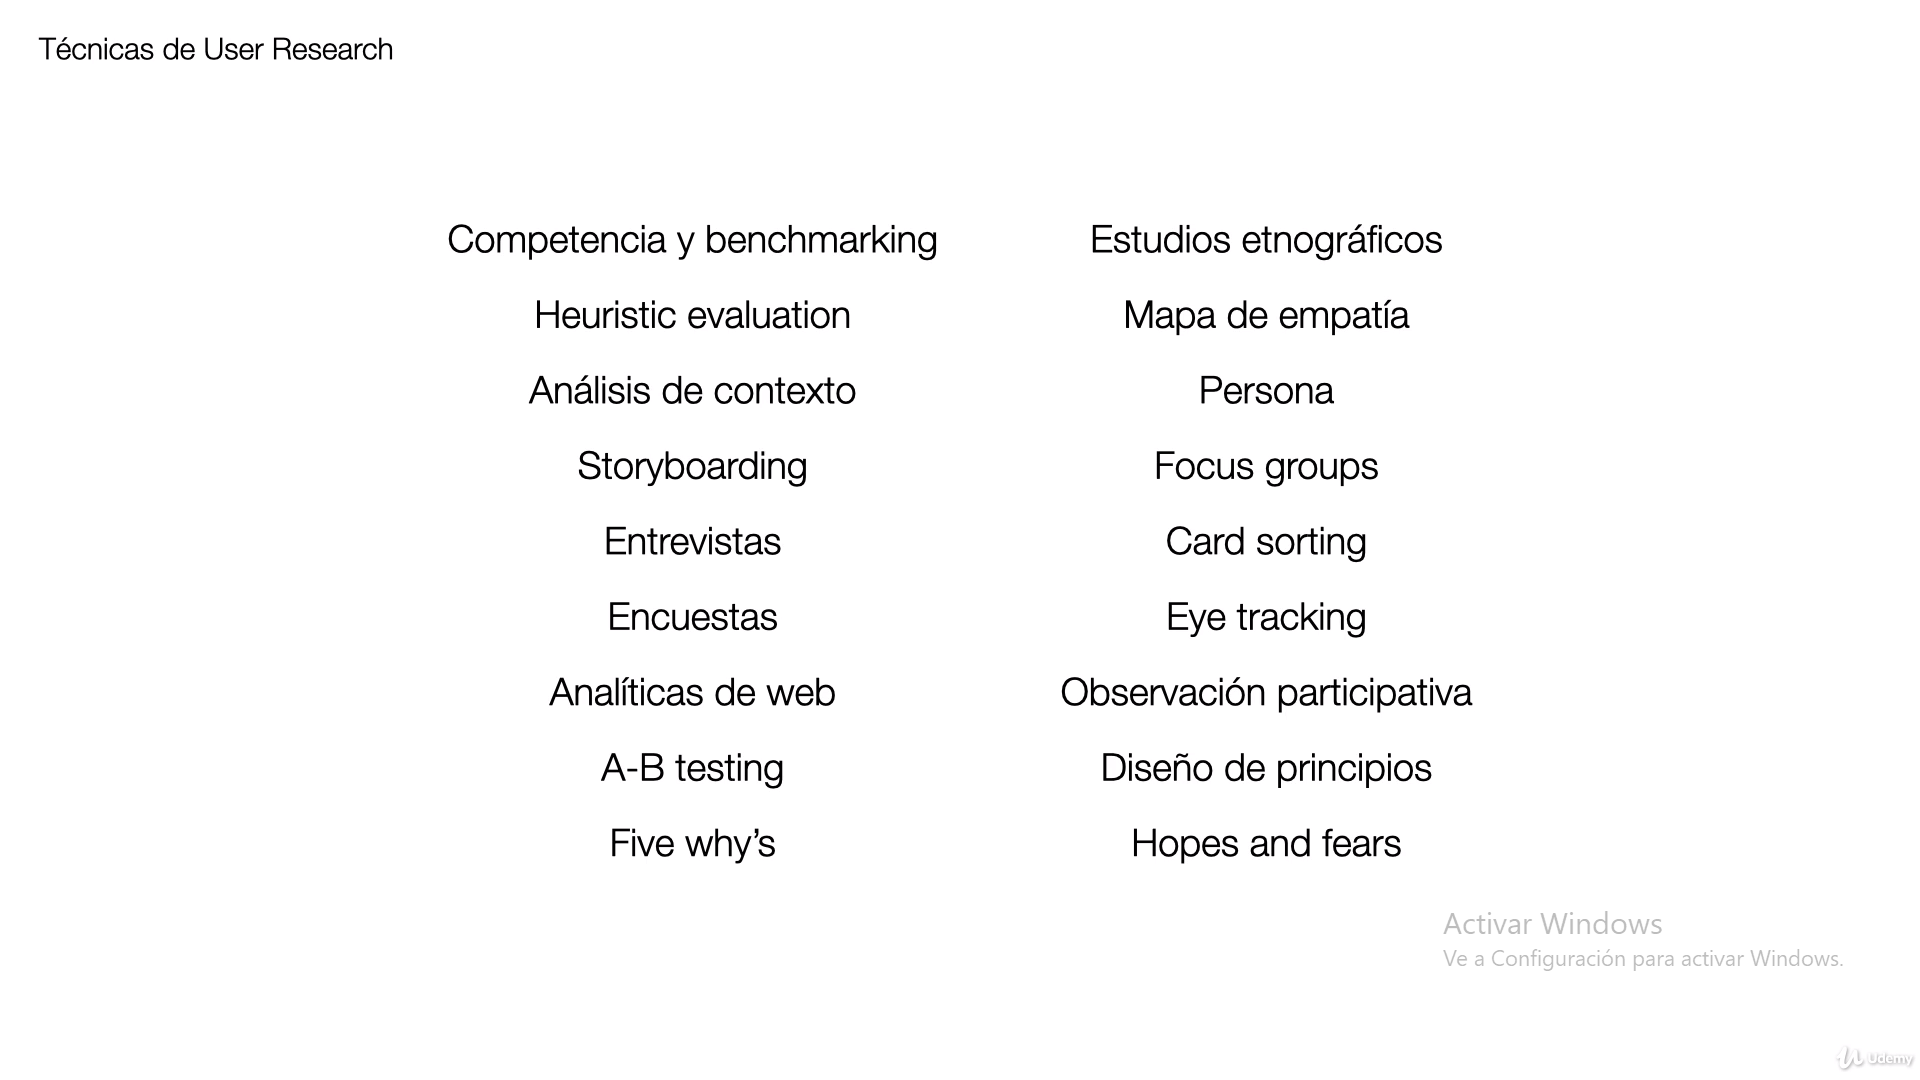 Técnicas de User Research
Competencia y benchmarking
Heuristic evaluation
Análisis de contexto
Storyboarding
Entrevistas
Encuestas
Analíticas de web
A-B testing
Five why’s
Estudios etnográficos
Mapa de empatía
Persona
Focus groups
Card sorting
Eye tracking
Observación participativa
Diseño de principios
Hopes and fears
Activar Windows
Ve a Configuración para activar Windows.
Udemy